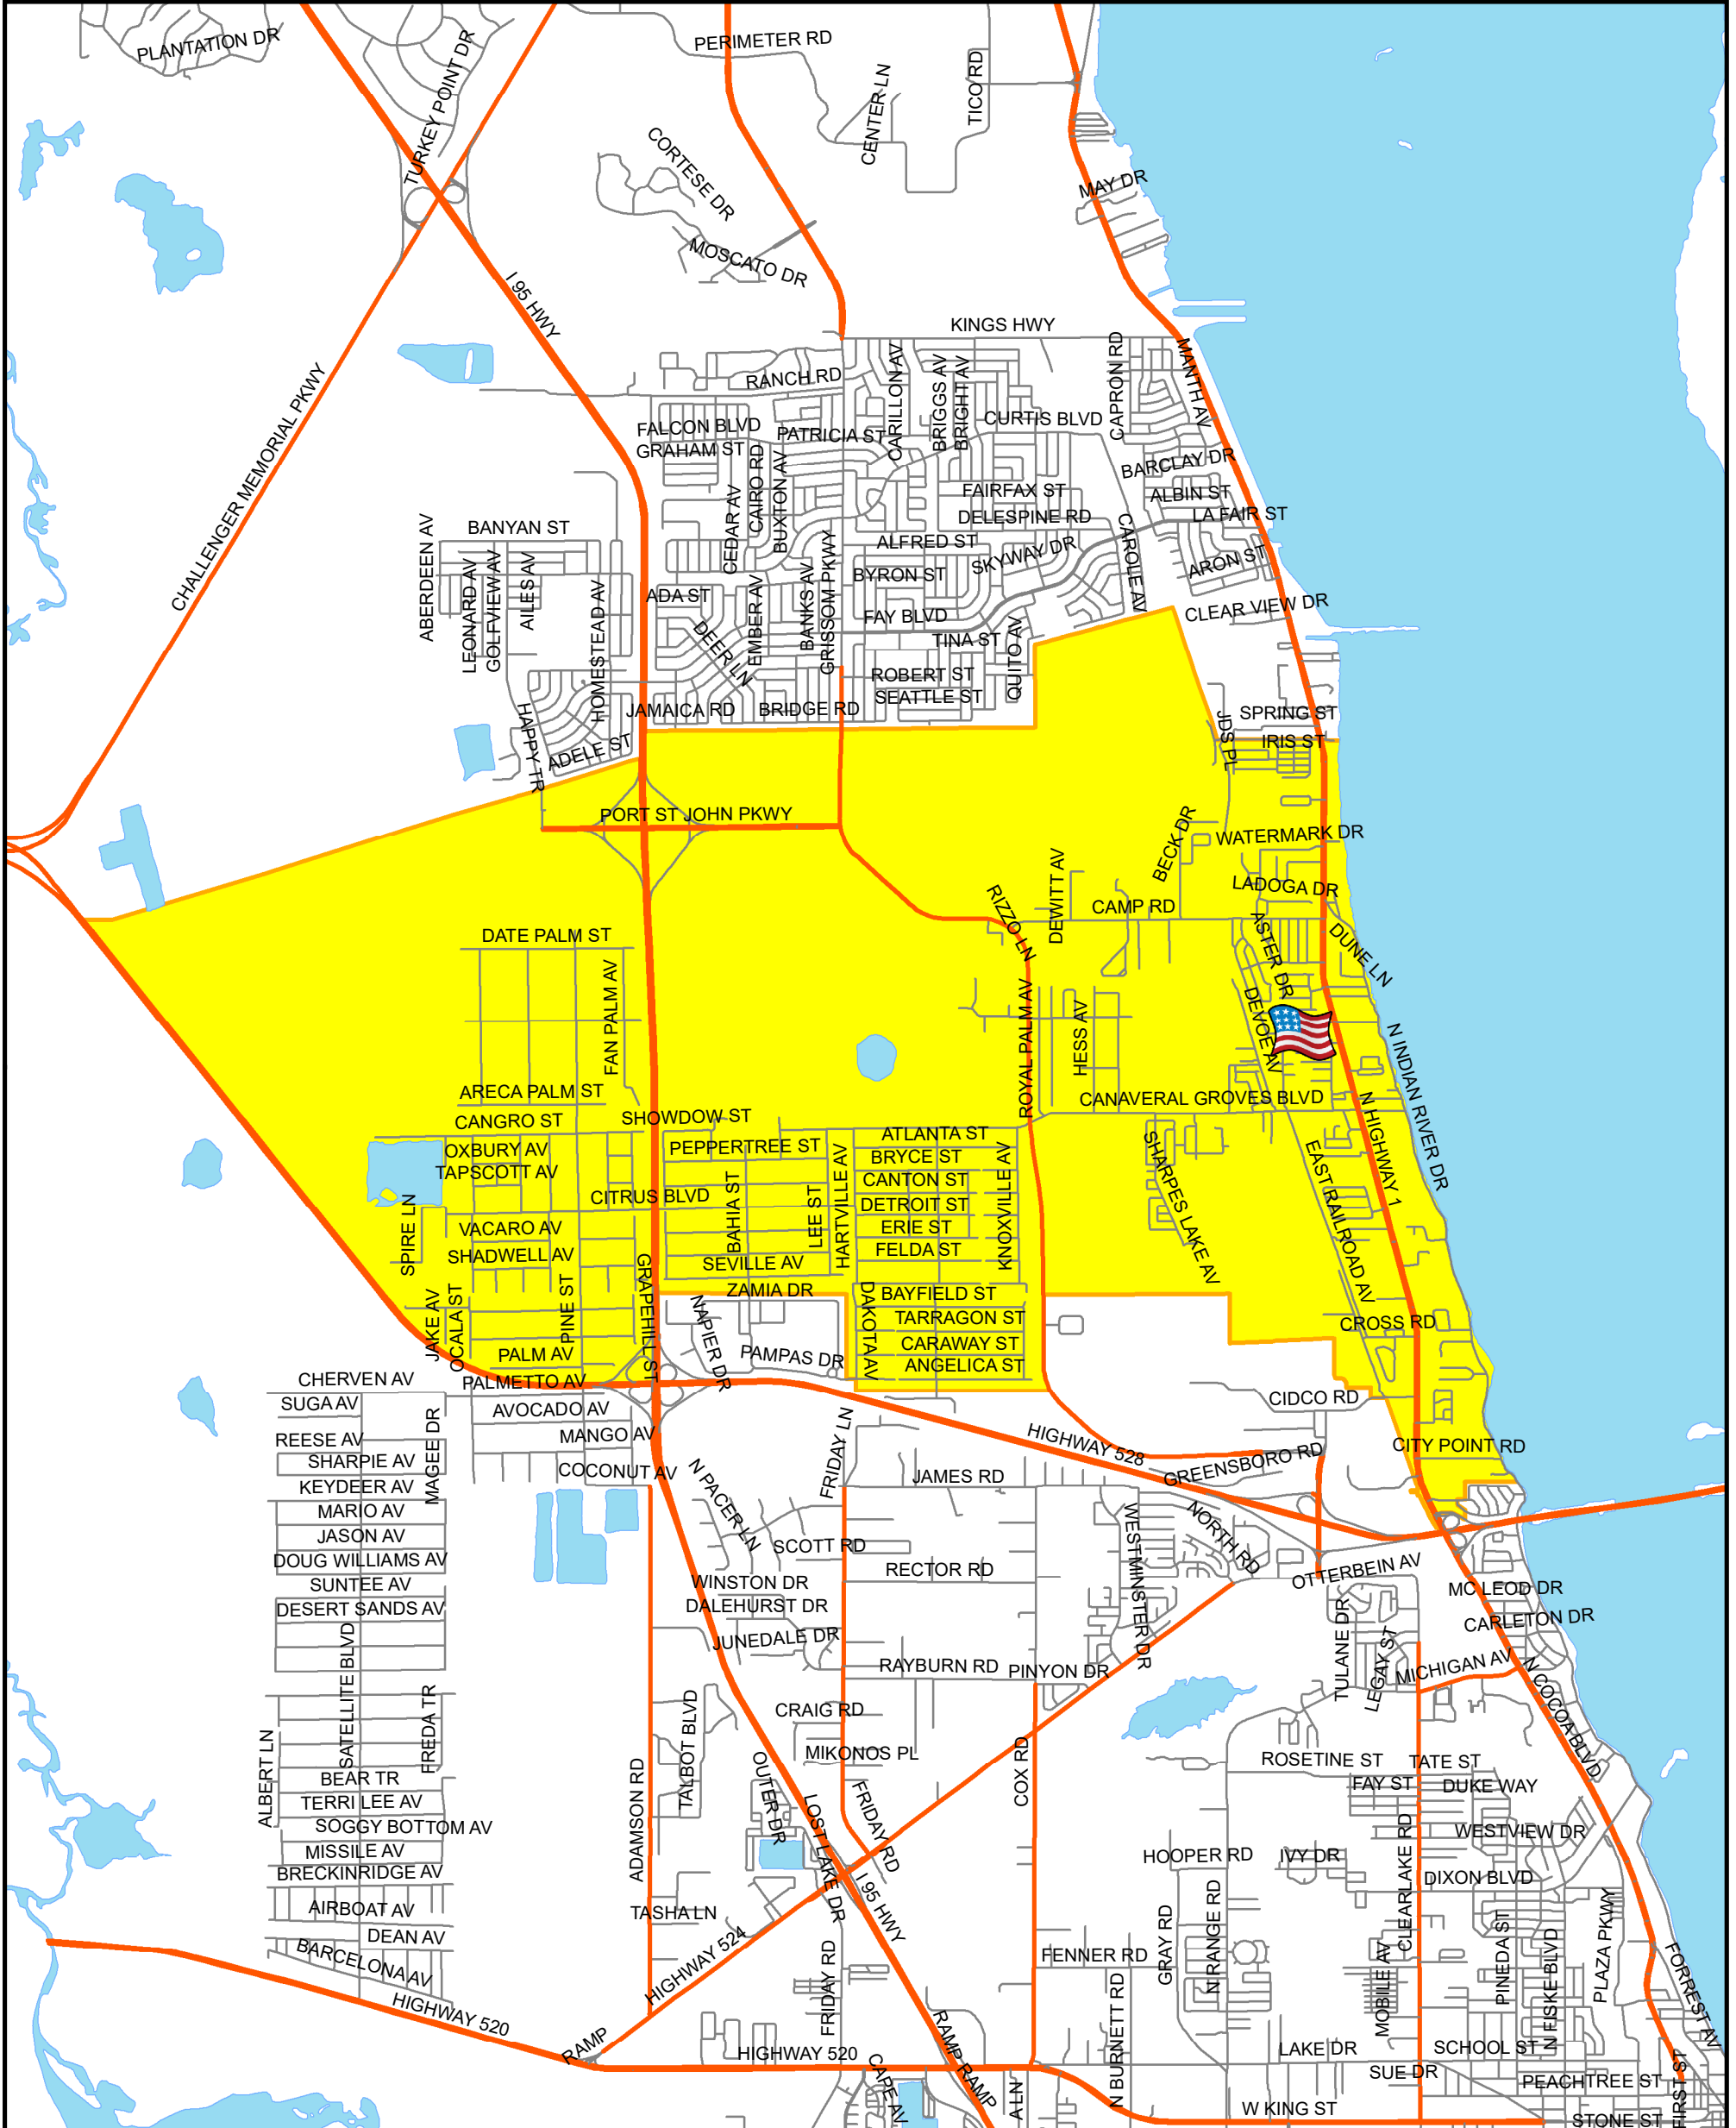 PLANTATION DR
TURKEY POINT DR
PERIMETER RD
CENTER LN
TICO RD
CORTESE DR
MAY DR
MOSCATO DR
I 95 HWY
KINGS HWY
CHALLENGER MEMORIAL PKWY
RANCH RD
CARILLON AV
BRIGGS AV
BRIGHT AV
CAPRON RD
MANTH AV
CURTIS BLVD
FALCON BLVD
PATRICIA ST
GRAHAM ST
CAIRO RD
BUXTON AV
BARCLAY DR
CEDAR AV
FAIRFAX ST
ALBIN ST
DELESPINE RD
LA FAIR ST
BANYAN ST
ABERDEEN AV
ALFRED ST
SKYWAY DR
CAROLE AV
ARON ST
LEONARD AV
GOLFVIEW AV
AILES AV
HOMESTEAD AV
ADA ST
EMBER AV
BANKS AV
GRISSOM PKWY
BYRON ST
FAY BLVD
CLEAR VIEW DR
DEER LN
TINA ST
QUITO AV
ROBERT ST
SEATTLE ST
JAMAICA RD
BRIDGE RD
HAPPY TR
ADELE ST
JDS PL
SPRING ST
IRIS ST
PORT ST JOHN PKWY
BECK DR
WATERMARK DR
DEWITT AV
LADOGA DR
RIZZO LN
CAMP RD
ASTER DR
DUNE LN
DATE PALM ST
FAN PALM AV
ROYAL PALM AV
HESS AV
DEVOE AV
N INDIAN RIVER DR
ARECA PALM ST
CANAVERAL GROVES BLVD
N HIGHWAY 1
CANGRO ST
SHOWDOW ST
OXBURY AV
PEPPERTREE ST
ATLANTA ST
BRYCE ST
TAPSCOTT AV
CANTON ST
KNOXVILLE AV
SHARPES LAKE AV
EAST RAILROAD AV
CITRUS BLVD
BAHIA ST
LEE ST
HARTVILLE AV
DETROIT ST
SPIRE LN
VACARO AV
ERIE ST
SHADWELL AV
FELDA ST
GRAPEHILL ST
SEVILLE AV
ZAMIA DR
DAKOTA AV
BAYFIELD ST
JAKE AV
OCALA ST
PINE ST
NAPIER DR
TARRAGON ST
CROSS RD
PALM AV
PAMPAS DR
CARAWAY ST
ANGELICA ST
CHERVEN AV
PALMETTO AV
CIDCO RD
SUGA AV
MAGEE DR
AVOCADO AV
FRIDAY LN
HIGHWAY 528
REESE AV
MANGO AV
GREENSBORO RD
CITY POINT RD
SHARPIE AV
COCONUT AV
N PACER LN
JAMES RD
KEYDEER AV
MARIO AV
WESTMINSTER DR
NORTH RD
JASON AV
SCOTT RD
DOUG WILLIAMS AV
RECTOR RD
OTTERBEIN AV
SUNTEE AV
WINSTON DR
MC LEOD DR
DESERT SANDS AV
DALEHURST DR
TULANE DR
LEGAY ST
CARLETON DR
JUNEDALE DR
SATELLITE BLVD
RAYBURN RD
PINYON DR
MICHIGAN AV
N COCOA BLVD
FREDA TR
TALBOT BLVD
CRAIG RD
ALBERT LN
MIKONOS PL
COX RD
ROSETINE ST
TATE ST
BEAR TR
ADAMSON RD
OUTER DR
FRIDAY RD
FAY ST
DUKE WAY
TERRI LEE AV
LOST LAKE DR
SOGGY BOTTOM AV
WESTVIEW DR
MISSILE AV
HOOPER RD
IVY DR
CLEARLAKE RD
BRECKINRIDGE AV
I 95 HWY
DIXON BLVD
AIRBOAT AV
TASHA LN
GRAY RD
N RANGE RD
PINEDA ST
N FISKE BLVD
PLAZA PKWY
DEAN AV
HIGHWAY 524
FRIDAY RD
FENNER RD
MOBILE AV
FORREST AV
BARCELONA AV
HIGHWAY 520
RAMP
HIGHWAY 520
CAPE AV
RAMP RAMP
A LN
N BURNETT RD
LAKE DR
SCHOOL ST
SUE DR
PEACHTREE ST
FIRST ST
W KING ST
STONE ST